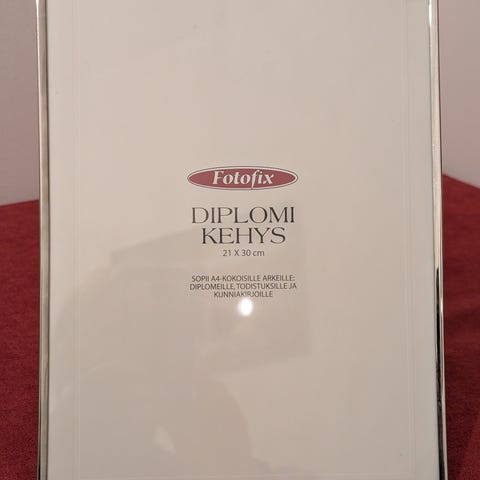 Fotofix
DIPLOMI
KEHYS
21 X 30 cm
SOPII A4-KOKOISILLE ARKEILLE;
DIPLOMEILLE, TODISTUKSILLE JA
KUNNIAKIRJOILLE